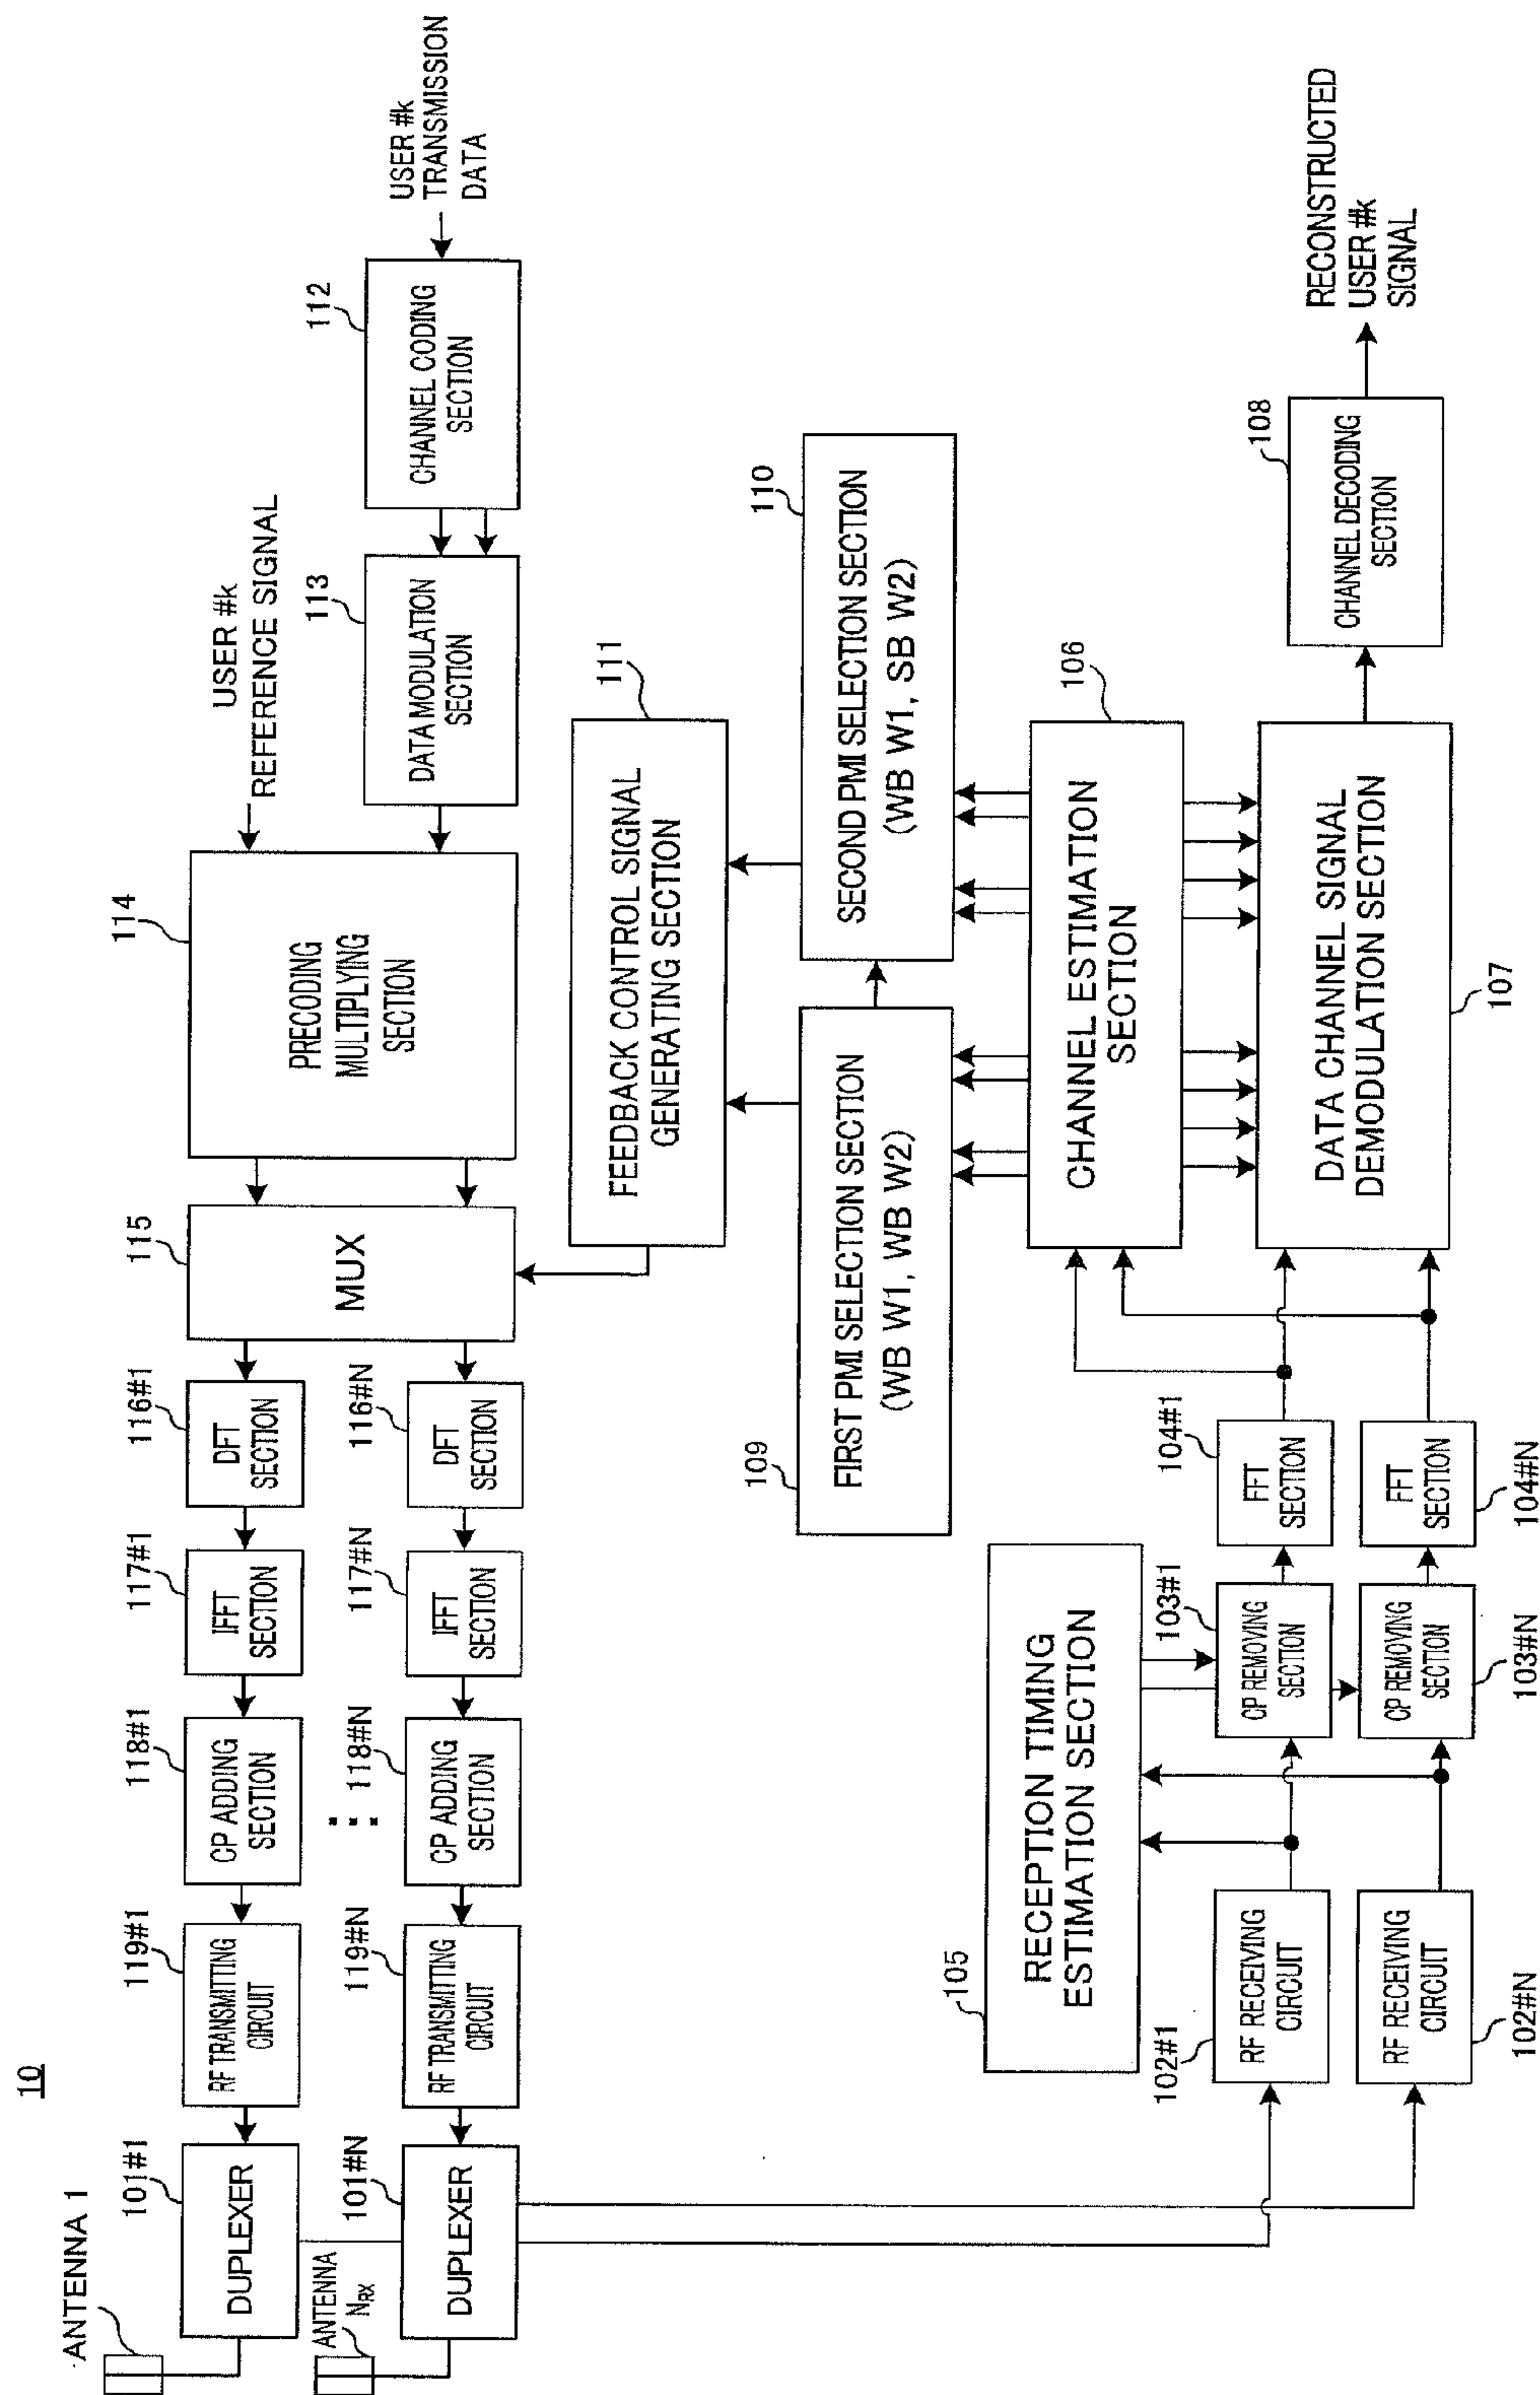 10
ANTENNA 1
101#1
DUPLEXER
119#1
RF TRANSMITTING
CIRCUIT
118#1
CP ADDING
SECTION
117#1
IFFT
SECTION
116#1
DFT
SECTION
115
MUX
114
PRECODING
MULTIPLYING
SECTION
USER #k
REFERENCE SIGNAL
113
DATA MODULATION
SECTION
112
CHANNEL CODING
SECTION
USER #k
TRANSMISSION
DATA
ANTENNA
NRX
101#N
DUPLEXER
119#N
RF TRANSMITTING
CIRCUIT
118#N
CP ADDING
SECTION
117#N
IFFT
SECTION
116#N
DFT
SECTION
111
FEEDBACK CONTROL SIGNAL
GENERATING SECTION
109
FIRST PMI SELECTION SECTION
(WB W1, WB W2)
110
SECOND PMI SELECTION SECTION
(WB W1, SB W2)
105
RECEPTION TIMING
ESTIMATION SECTION
106
CHANNEL ESTIMATION
SECTION
102#1
RF RECEIVING
CIRCUIT
103#1
CP REMOVING
SECTION
104#1
FFT
SECTION
107
DATA CHANNEL SIGNAL
DEMODULATION SECTION
108
CHANNEL DECODING
SECTION
RECONSTRUCTED
USER #k
SIGNAL
102#N
RF RECEIVING
CIRCUIT
103#N
CP REMOVING
SECTION
104#N
FFT
SECTION